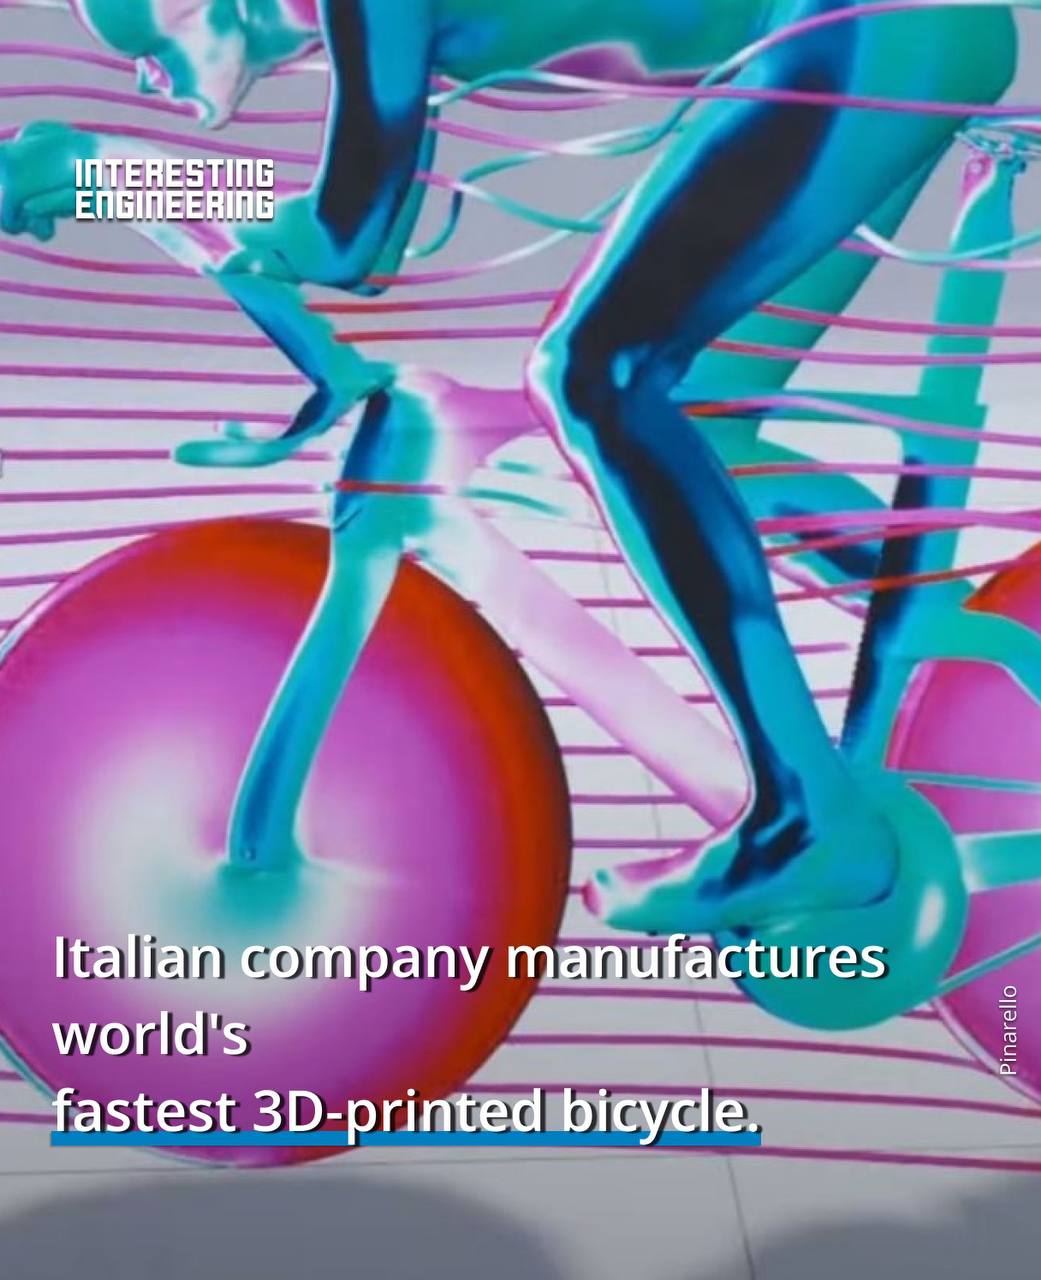 INTERESTING
ENGINEERING
Italian company manufactures
world's
fastest 3D-printed bicycle.
Pinarello